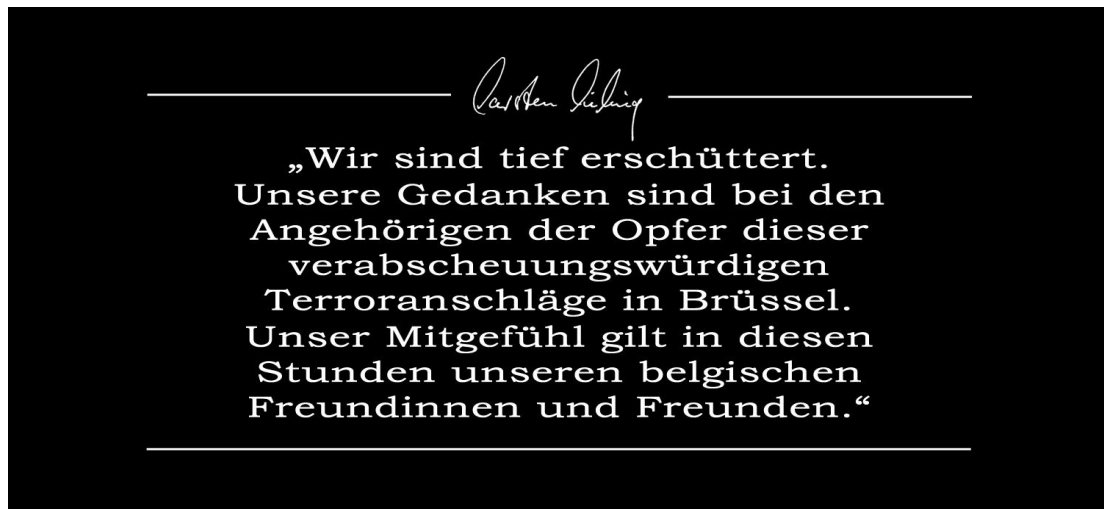 Carsten
„Wir sind tief erschüttert.
Unsere Gedanken sind bei den
Angehörigen der Opfer dieser
verabscheuungswürdigen
Terroranschläge in Brüssel.
Unser Mitgefühl gilt in diesen
Stunden unseren belgischen
Freundinnen und Freunden.“